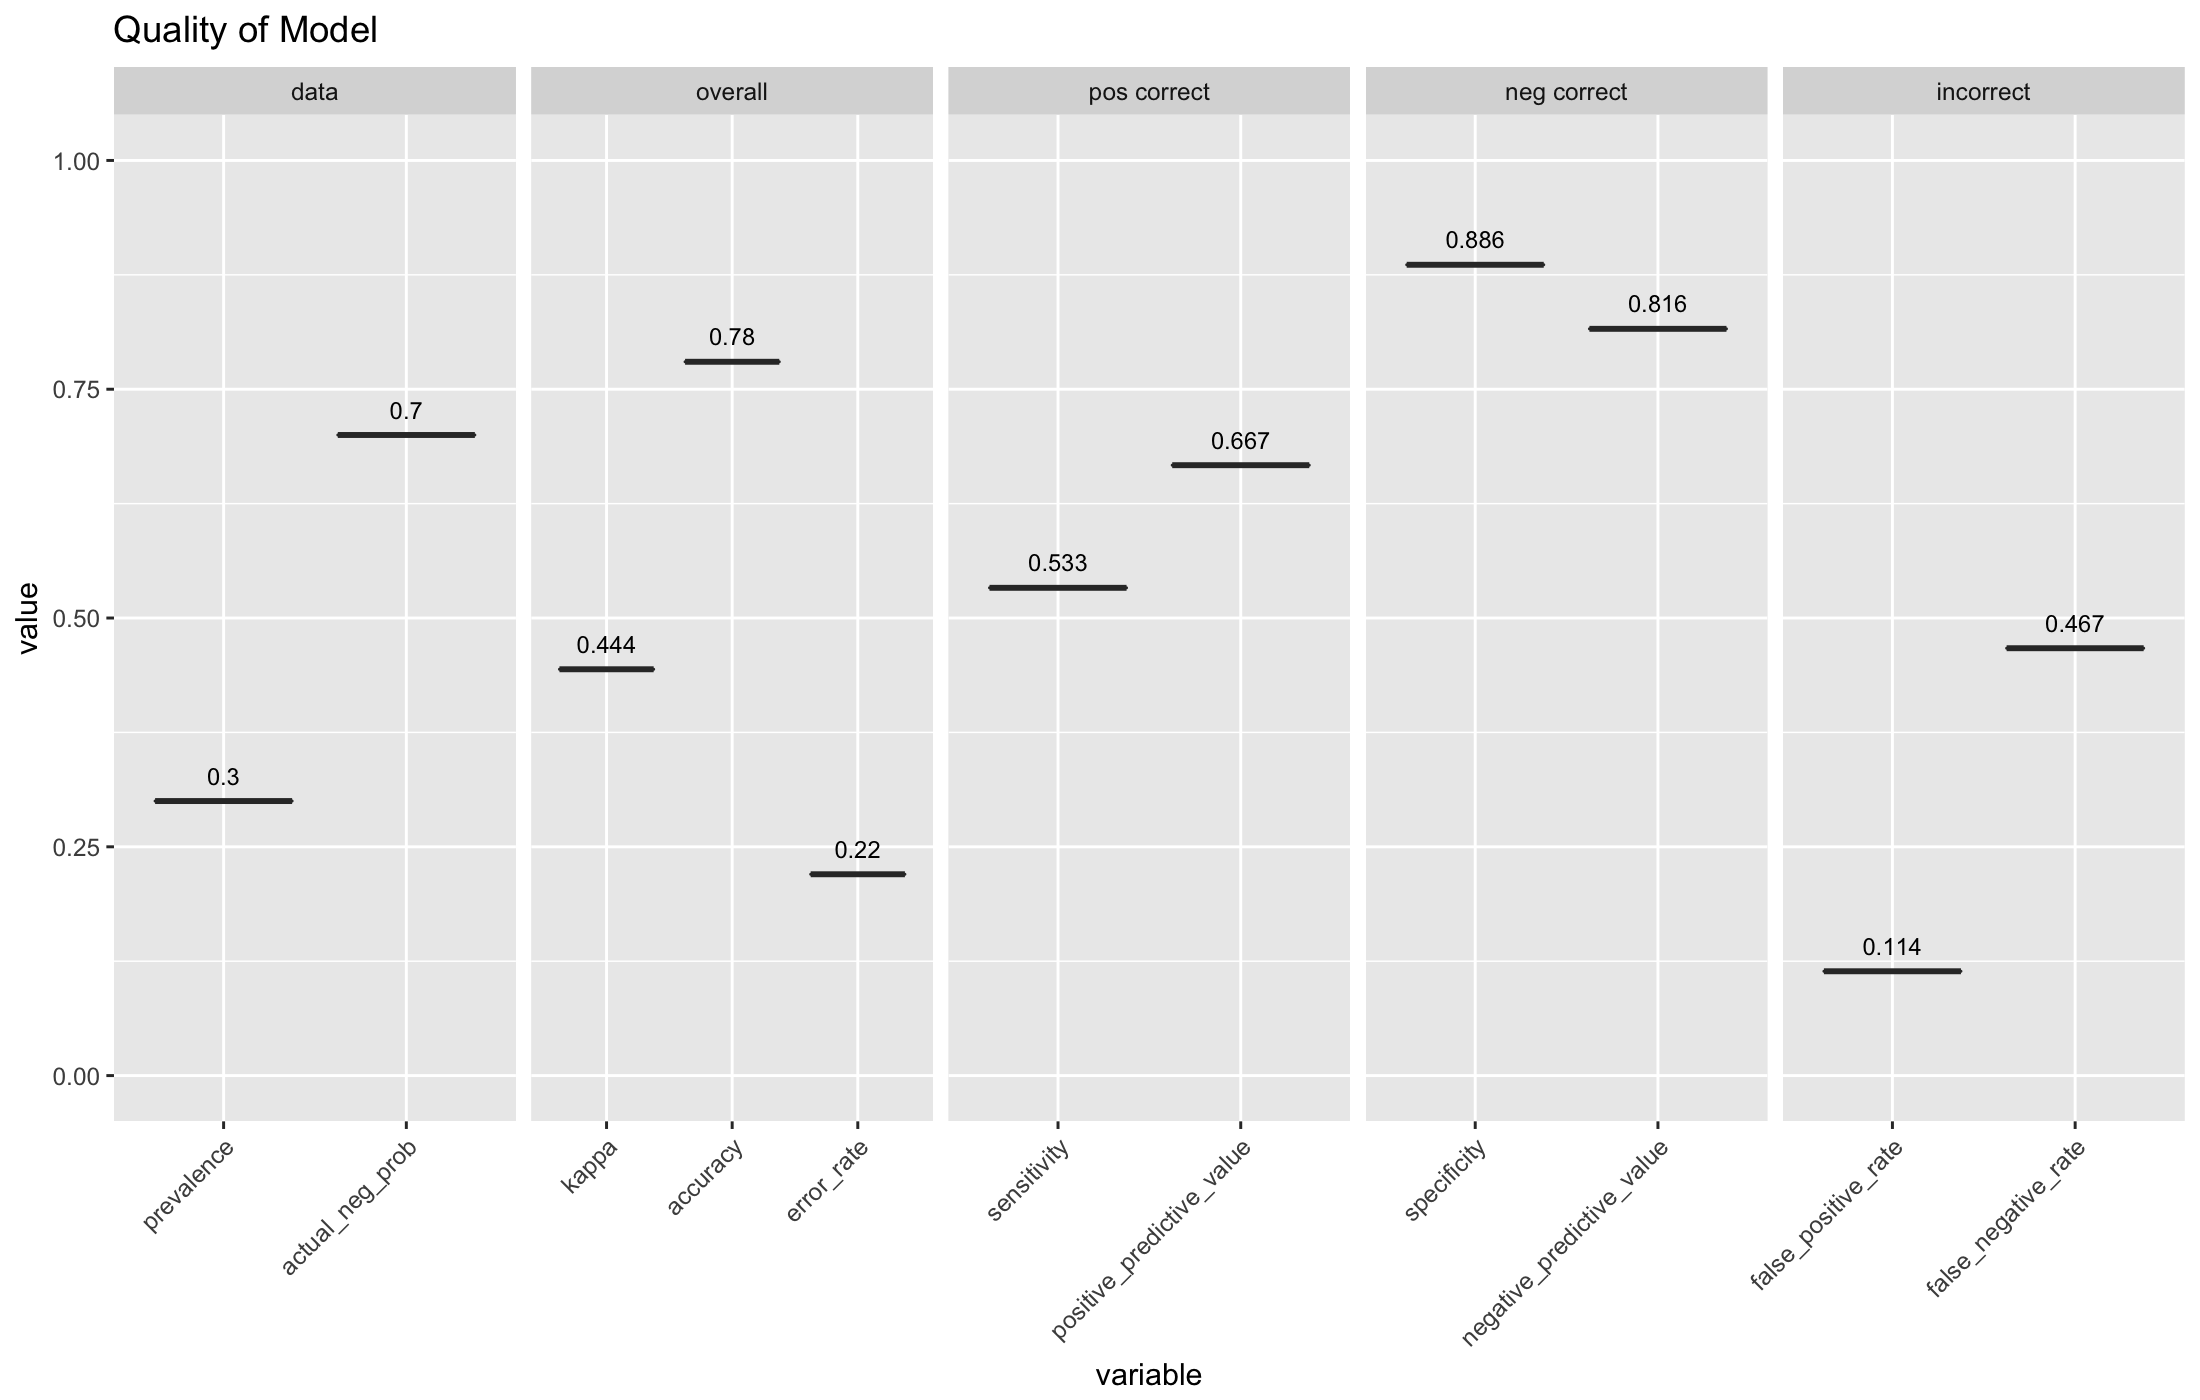 Quality of Model
data
overall
pos correct
neg correct
incorrect
value
1.00
0.75
0.50
0.25
0.00
0.3
0.7
0.444
0.78
0.22
0.533
0.667
0.886
0.816
0.114
0.467
prevalence
actual_neg_prob
kappa
accuracy
error_rate
sensitivity
positive_predictive_value
specificity
negative_predictive_value
false_positive_rate
false_negative_rate
variable